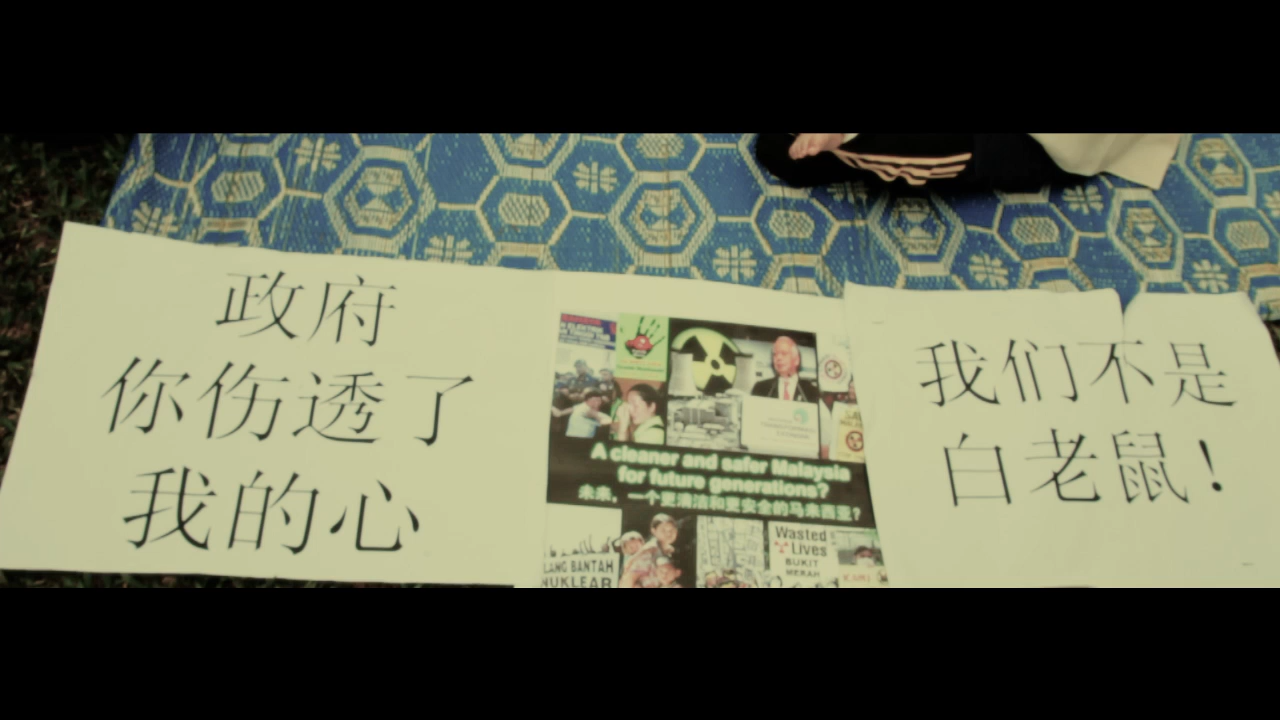 政府
你伤透了
我的心
A cleaner and safer Malaysia
for future generations?
未来，一个更清洁和更安全的马来西亚?
LANG BANTAH
NUKLEAR
Wasted
Lives
BUKIT
MERAH
我们不是
白老鼠！